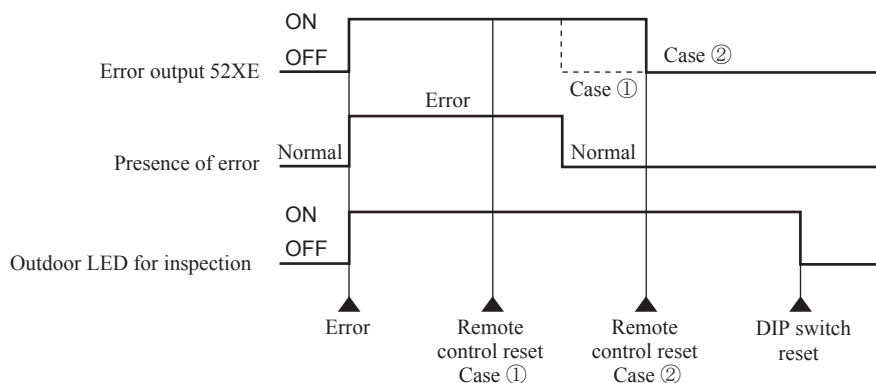 ON
OFF
Error output 52XE
Case ②
Case ①
Error
Normal
Normal
Presence of error
ON
OFF
Outdoor LED for inspection
Error
Remote
control reset
Case ①
Remote
control reset
Case ②
DIP switch
reset